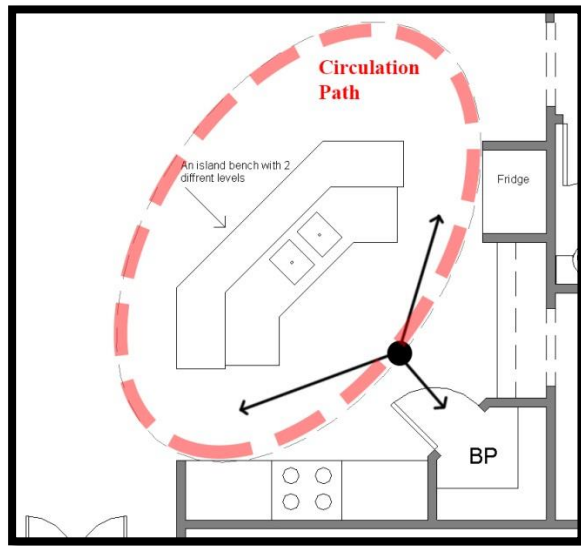 Circulation
Path
An island bench with 2
diffrent levels
Fridge
BP